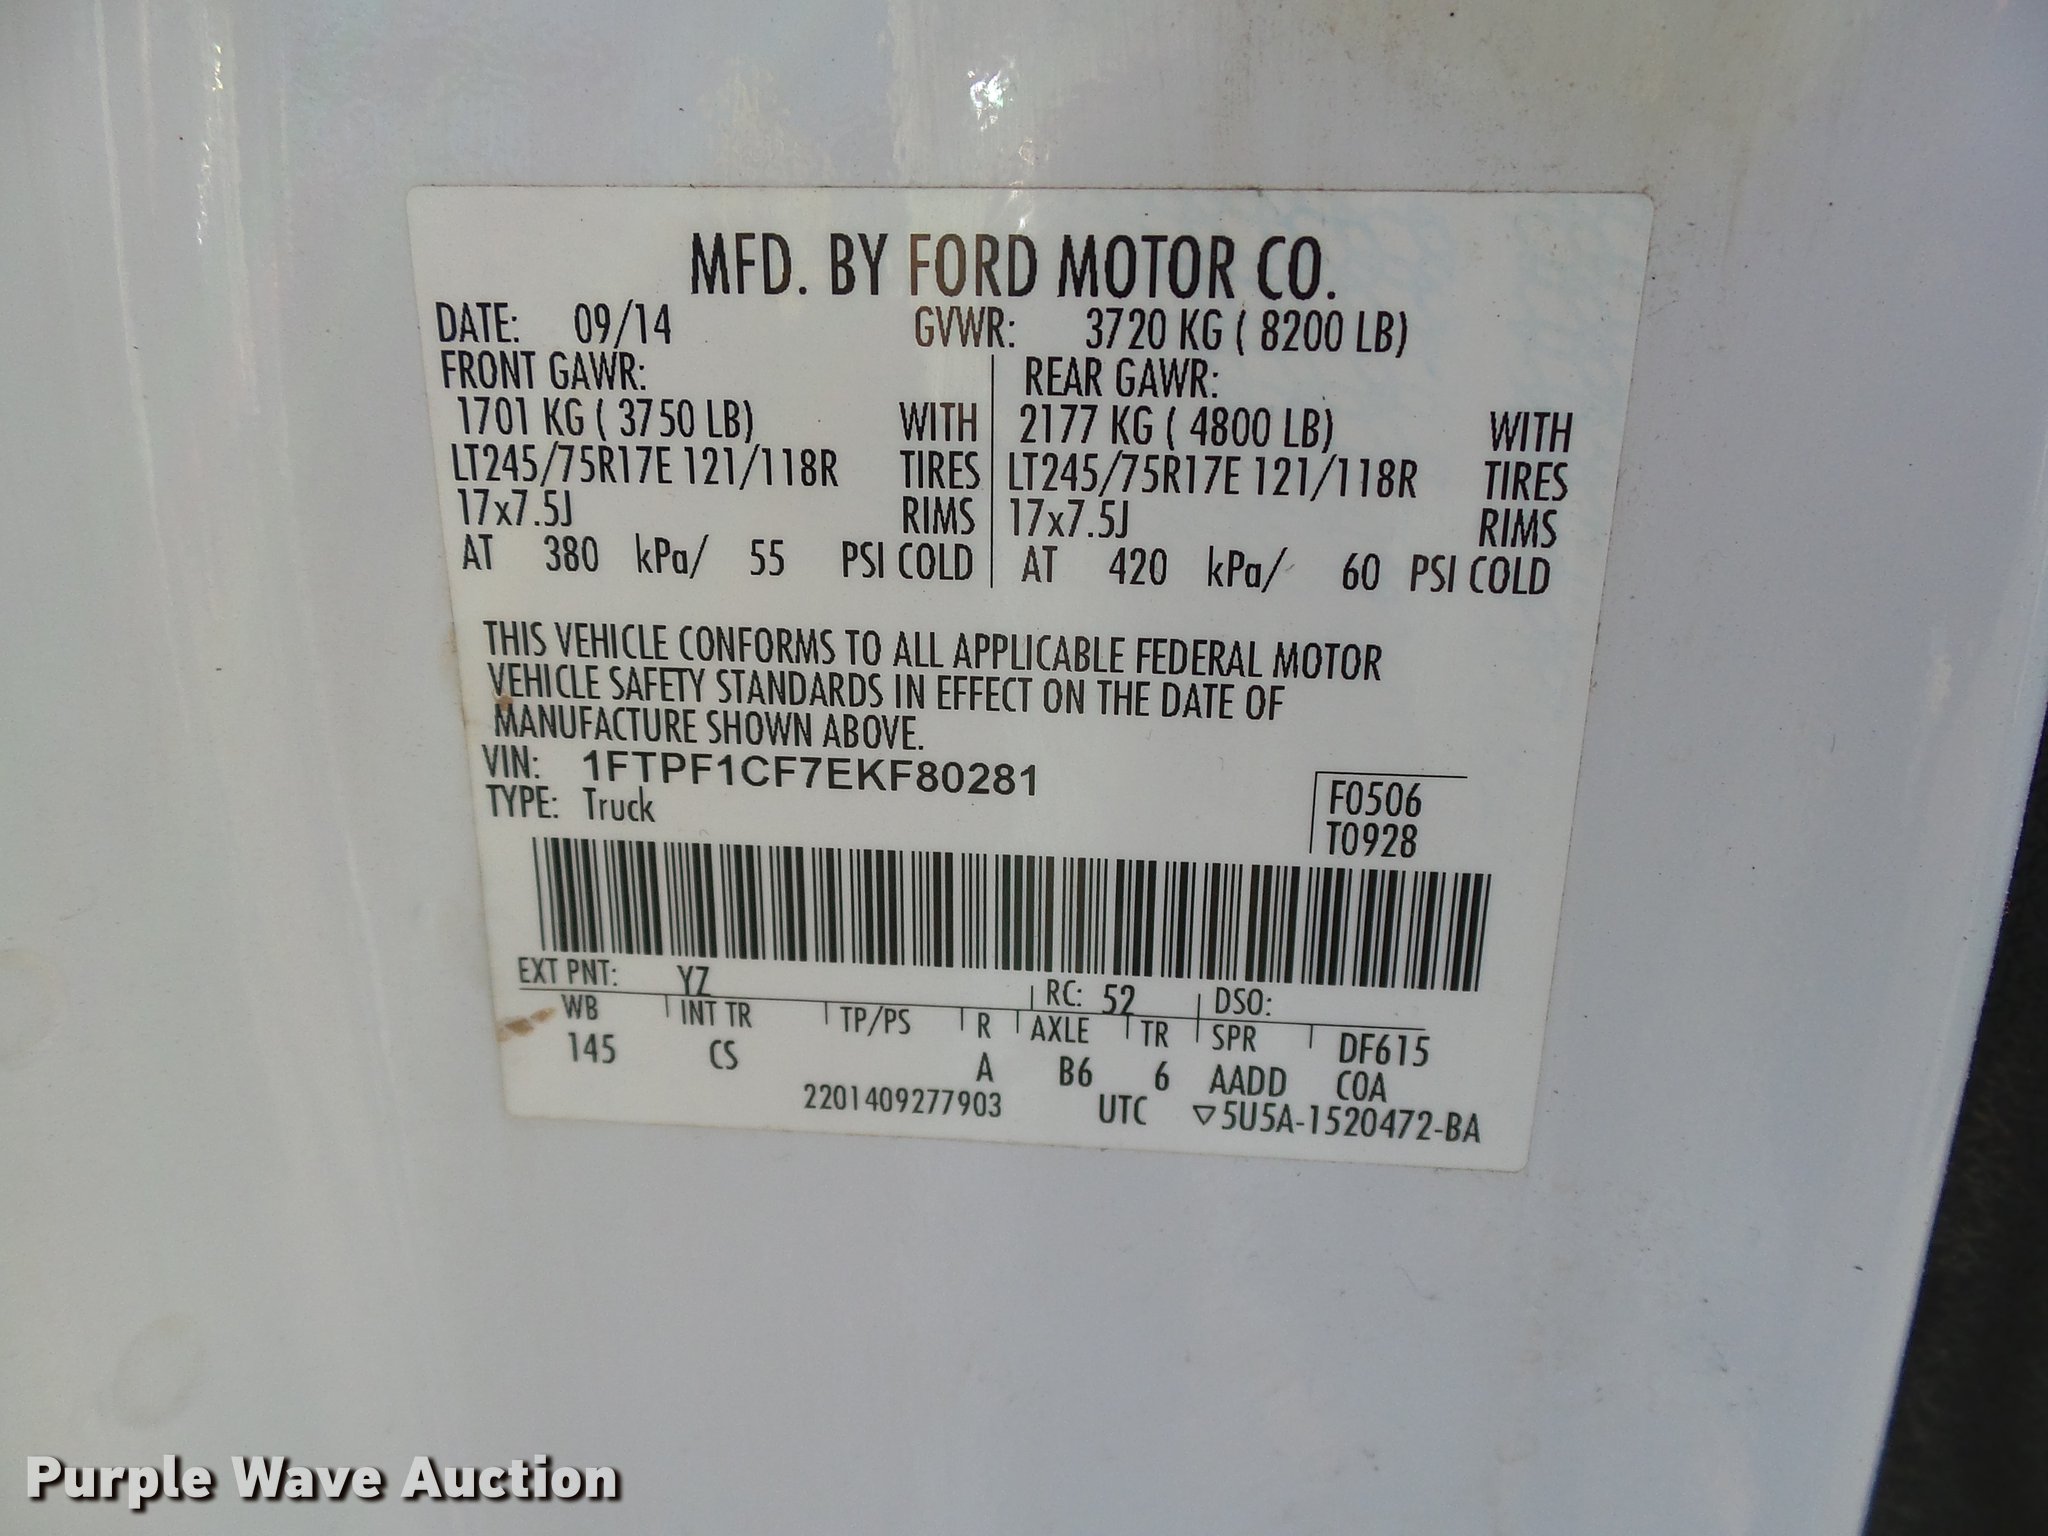 MFD. BY FORD MOTOR CO.
DATE: 09/14 GVWR: 3720 KG ( 8200 LB)
FRONT GAWR: REAR GAWR:
1701 KG ( 3750 LB) WITH 2177 KG ( 4800 LB) WITH
LT245/75R17E 121/118R TIRES LT245/75R17E 121/118R TIRES
17x7.5J RIMS 17x7.5J RIMS
AT 380 kPa/ 55 PSI COLD AT 420 kPa/ 60 PSI COLD
THIS VEHICLE CONFORMS TO ALL APPLICABLE FEDERAL MOTOR
VEHICLE SAFETY STANDARDS IN EFFECT ON THE DATE OF
MANUFACTURE SHOWN ABOVE.
VIN: 1FTPF1CF7EKF80281
TYPE: Truck
F0506
T0928
EXT PNT: YZ RC: 52 DSO:
WB INT TR TP/PS R AXLE TR SPR DF615
145 CS A B6 6 AADD COA
2201409277903 UTC ▽5U5A-1520472-BA
Purple Wave Auction